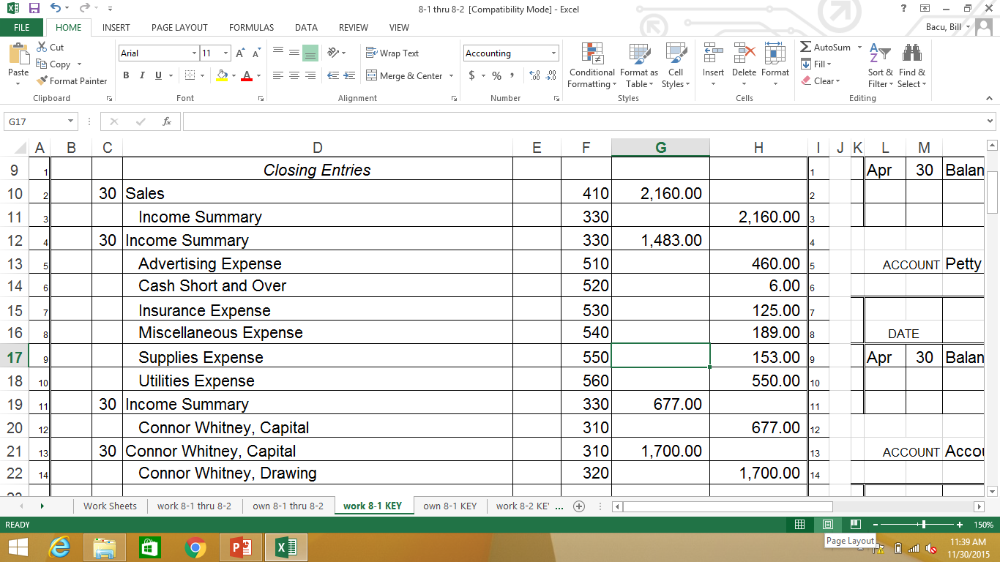 8-1 thru 8-2 [Compatibility Mode] - Excel
FILE HOME INSERT PAGE LAYOUT FORMULAS DATA REVIEW VIEW Bacu, Bill
Paste
Cut
Copy
Format Painter
Clipboard
Arial 11
B I U
Font
Wrap Text
Merge & Center
Alignment
Accounting
$ % ,
Number
Conditional Formatting
Format as Table
Cell Styles
Styles
Insert Delete Format
Cells
AutoSum
Fill
Clear
Sort & Filter
Find & Select
Editing
G17 fx
A B C D E F G H I J K L M
9 1 Closing Entries 1 Apr 30 Balan
10 2 30 Sales 410 2,160.00 2
11 3 Income Summary 330 2,160.00 3
12 4 30 Income Summary 330 1,483.00 4
13 5 Advertising Expense 510 460.00 5 ACCOUNT Petty
14 6 Cash Short and Over 520 6.00 6
15 7 Insurance Expense 530 125.00 7
16 8 Miscellaneous Expense 540 189.00 8 DATE
17 9 Supplies Expense 550 153.00 9 Apr 30 Balan
18 10 Utilities Expense 560 550.00 10
19 11 30 Income Summary 330 677.00 11
20 12 Connor Whitney, Capital 310 677.00 12
21 13 30 Connor Whitney, Capital 310 1,700.00 13 ACCOUNT Accou
22 14 Connor Whitney, Drawing 320 1,700.00 14
Work Sheets work 8-1 thru 8-2 own 8-1 thru 8-2 work 8-1 KEY own 8-1 KEY work 8-2 KE' ...
READY 150%
Page Layout
11:39 AM
11/30/2015